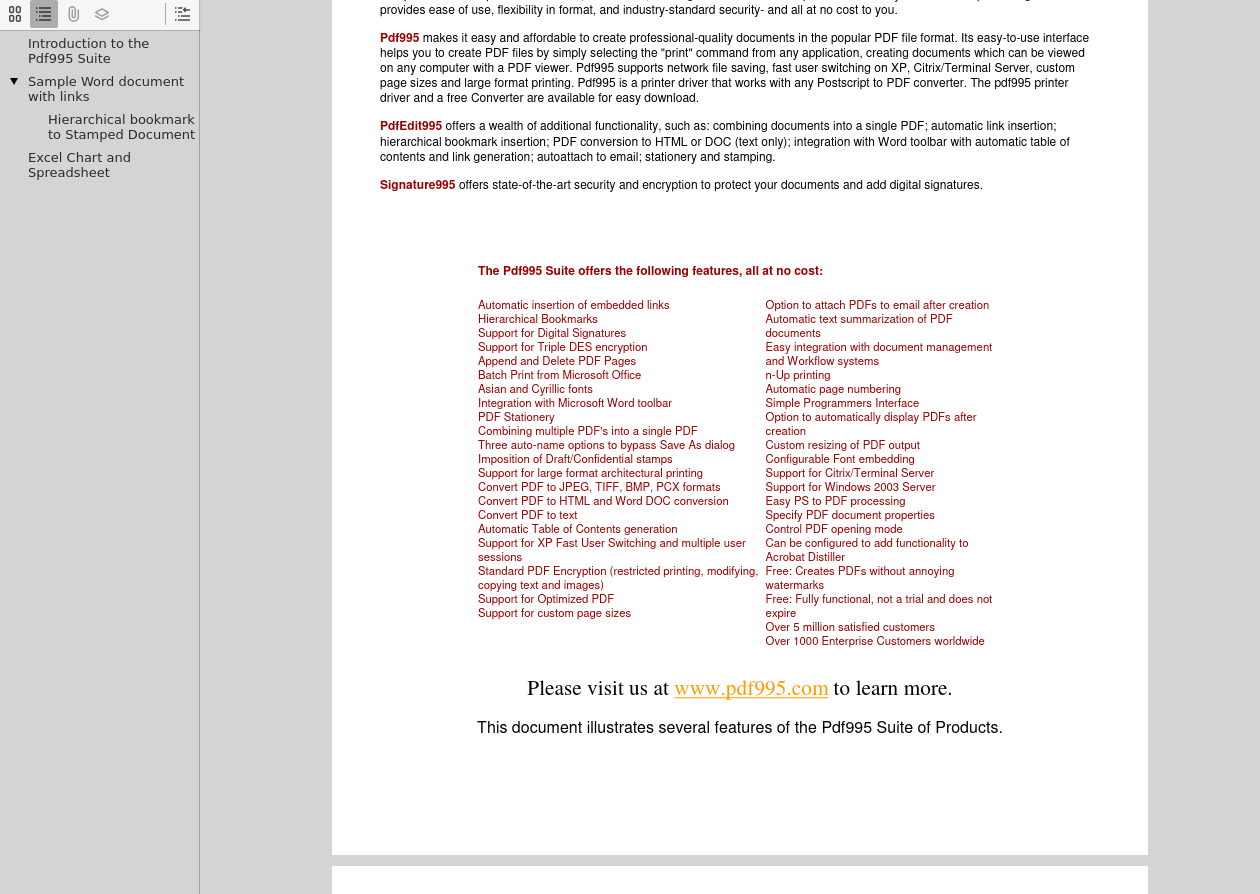 Introduction to the
Pdf995 Suite
Sample Word document
with links
Hierarchical bookmark
to Stamped Document
Excel Chart and
Spreadsheet
provides ease of use, flexibility in format, and industry-standard security- and all at no cost to you.
Pdf995 makes it easy and affordable to create professional-quality documents in the popular PDF file format. Its easy-to-use interface
helps you to create PDF files by simply selecting the "print" command from any application, creating documents which can be viewed
on any computer with a PDF viewer. Pdf995 supports network file saving, fast user switching on XP, Citrix/Terminal Server, custom
page sizes and large format printing. Pdf995 is a printer driver that works with any Postscript to PDF converter. The pdf995 printer
driver and a free Converter are available for easy download.
PdfEdit995 offers a wealth of additional functionality, such as: combining documents into a single PDF; automatic link insertion;
hierarchical bookmark insertion; PDF conversion to HTML or DOC (text only); integration with Word toolbar with automatic table of
contents and link generation; autoattach to email; stationery and stamping.
Signature995 offers state-of-the-art security and encryption to protect your documents and add digital signatures.
The Pdf995 Suite offers the following features, all at no cost:
Automatic insertion of embedded links
Hierarchical Bookmarks
Support for Digital Signatures
Support for Triple DES encryption
Append and Delete PDF Pages
Batch Print from Microsoft Office
Asian and Cyrillic fonts
Integration with Microsoft Word toolbar
PDF Stationery
Combining multiple PDF's into a single PDF
Three auto-name options to bypass Save As dialog
Imposition of Draft/Confidential stamps
Support for large format architectural printing
Convert PDF to JPEG, TIFF, BMP, PCX formats
Convert PDF to HTML and Word DOC conversion
Convert PDF to text
Automatic Table of Contents generation
Support for XP Fast User Switching and multiple user
sessions
Standard PDF Encryption (restricted printing, modifying,
copying text and images)
Support for Optimized PDF
Support for custom page sizes
Option to attach PDFs to email after creation
Automatic text summarization of PDF
documents
Easy integration with document management
and Workflow systems
n-Up printing
Automatic page numbering
Simple Programmers Interface
Option to automatically display PDFs after
creation
Custom resizing of PDF output
Configurable Font embedding
Support for Citrix/Terminal Server
Support for Windows 2003 Server
Easy PS to PDF processing
Specify PDF document properties
Control PDF opening mode
Can be configured to add functionality to
Acrobat Distiller
Free: Creates PDFs without annoying
watermarks
Free: Fully functional, not a trial and does not
expire
Over 5 million satisfied customers
Over 1000 Enterprise Customers worldwide
Please visit us at www.pdf995.com to learn more.
This document illustrates several features of the Pdf995 Suite of Products.